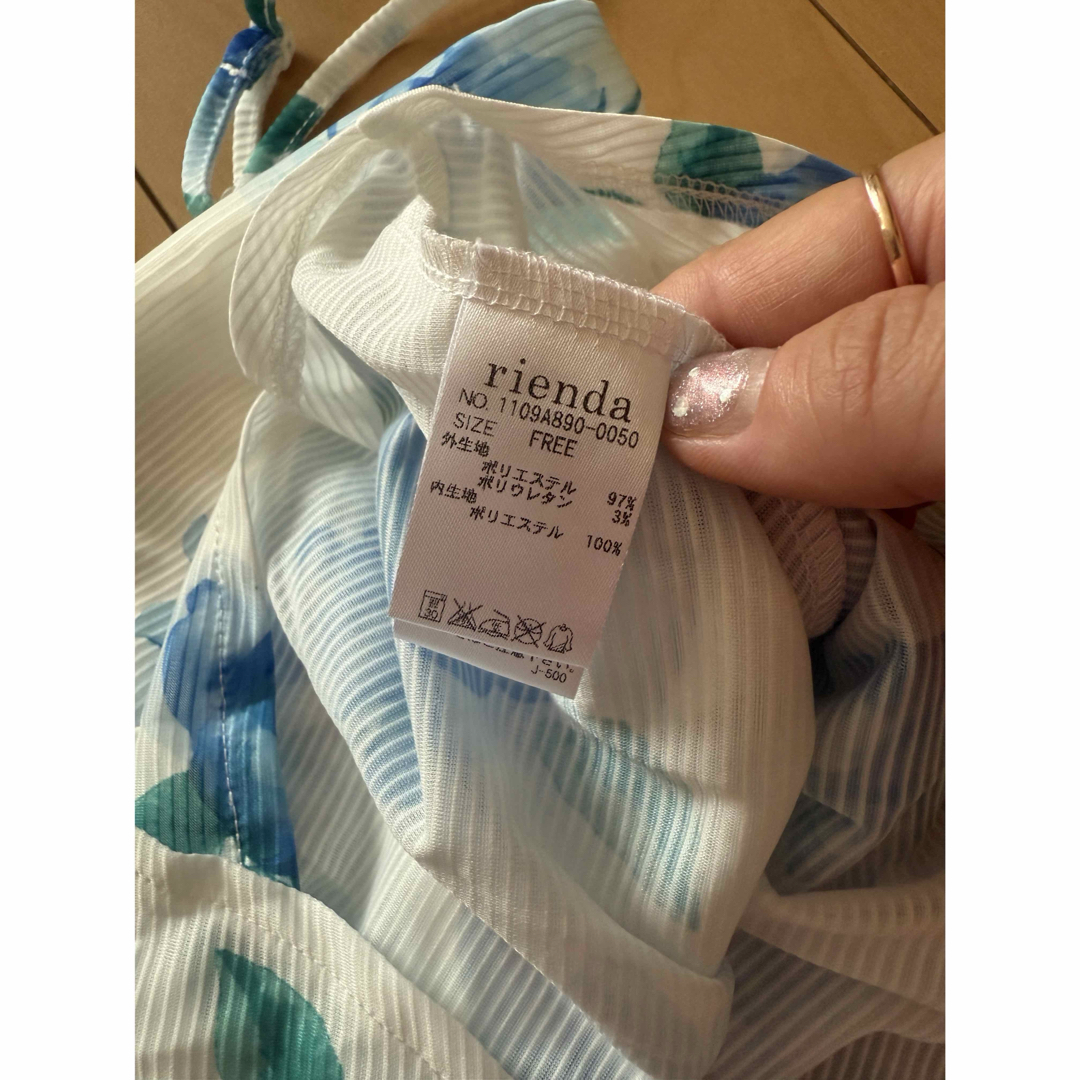 rienda
NO. 1109A890-0050
SIZE FREE
外生地
ポリエステル 97%
ポリウレタン 3%
内生地
ポリエステル 100%
30
J-500